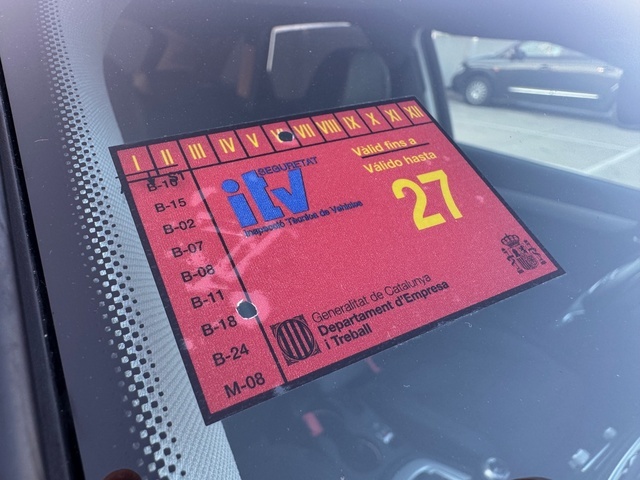 I II III IV V VII VIII IX X XI XII
SEGURETAT
itv
Inspecció Tècnica de Vehicles
Vàlid fins a
Válido hasta
27
B-16
B-15
B-02
B-07
B-08
B-11
B-18
B-24
M-08
Generalitat de Catalunya
Departament d'Empresa
i Treball